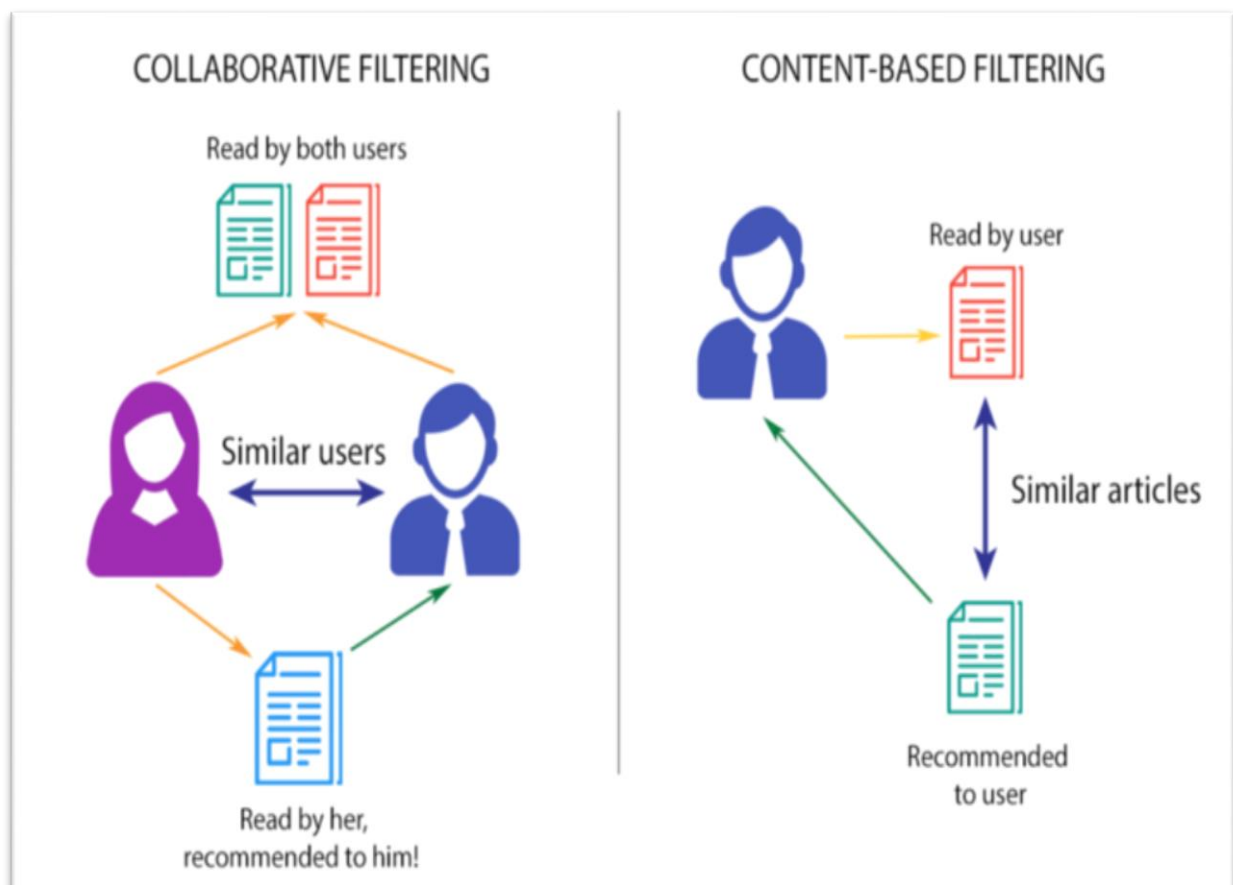 COLLABORATIVE FILTERING
Read by both users
Similar users
Read by her,
recommended to him!
CONTENT-BASED FILTERING
Read by user
Similar articles
Recommended
to user